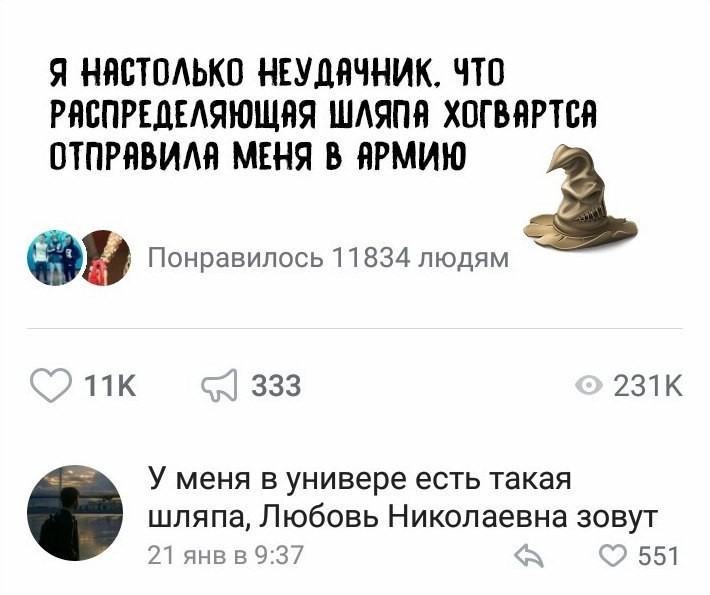 Я НАСТОЛЬКО НЕУДАЧНИК, ЧТО
РАСПРЕДЕЛЯЮЩАЯ ШЛЯПА ХОГВАРТСА
ОТПРАВИЛА МЕНЯ В АРМИЮ
Понравилось 11834 людям
11K 333 231K
У меня в универе есть такая
шляпа, Любовь Николаевна зовут
21 янв в 9:37 551